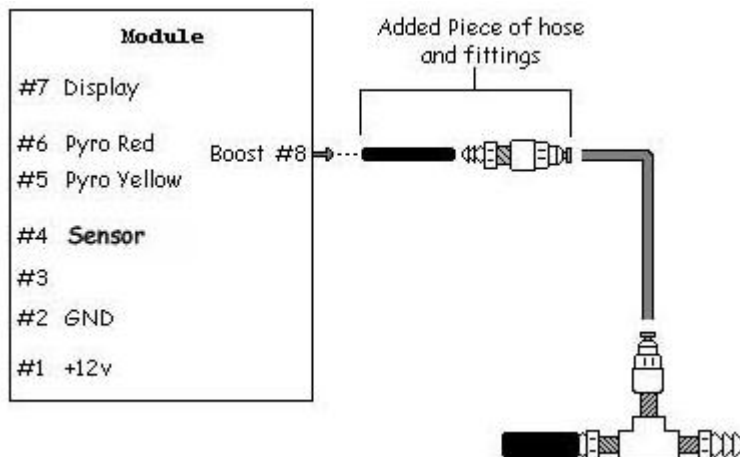 Module
Added Piece of hose
and fittings
#7 Display
#6 Pyro Red
Boost #8
#5 Pyro Yellow
#4 Sensor
#3
#2 GND
#1 +12v